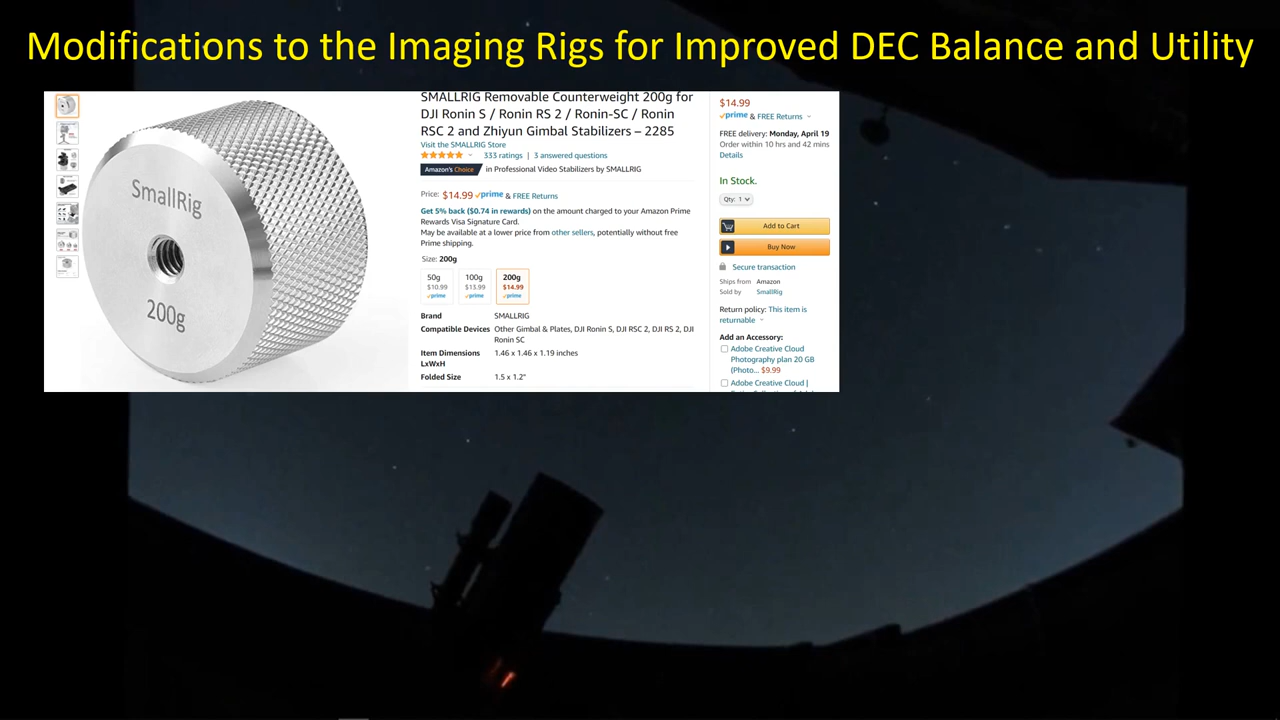 Modifications to the Imaging Rigs for Improved DEC Balance and Utility
SmallRig
200g
SMALLRIG Removable Counterweight 200g for
DJI Ronin S / Ronin RS 2 / Ronin-SC / Ronin
RSC 2 and Zhiyun Gimbal Stabilizers – 2285
Visit the SMALLRIG Store
333 ratings | 3 answered questions
Amazon's Choice in Professional Video Stabilizers by SMALLRIG
Price: $14.99 prime & FREE Returns
Get 5% back ($0.74 in rewards) on the amount charged to your Amazon Prime
Rewards Visa Signature Card.
May be available at a lower price from other sellers, potentially without free
Prime shipping.
Size: 200g
50g 100g 200g
$10.99 $13.99 $14.99
prime prime prime
Brand SMALLRIG
Compatible Devices Other Gimbal & Plates, DJI Ronin S, DJI RSC 2, DJI RS 2, DJI
Ronin SC
Item Dimensions 1.46 x 1.46 x 1.19 inches
LxWxH
Folded Size 1.5 x 1.2"
$14.99
prime & FREE Returns
FREE delivery: Monday, April 19
Order within 10 hrs and 42 mins
Details
In Stock.
Qty: 1
Add to Cart
Buy Now
Secure transaction
Ships from Amazon
Sold by SmallRig
Return policy: This item is
returnable
Add an Accessory:
Adobe Creative Cloud
Photography plan 20 GB
(Photo... $9.99
Adobe Creative Cloud |